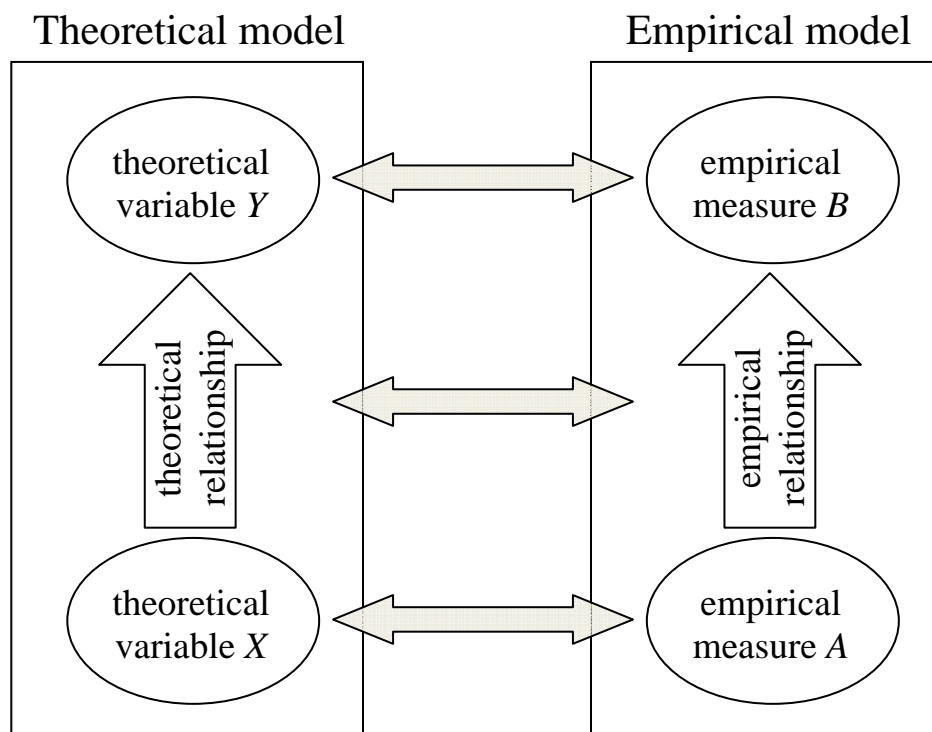 Theoretical model
theoretical
variable Y
theoretical
relationship
theoretical
variable X
Empirical model
empirical
measure B
empirical
relationship
empirical
measure A